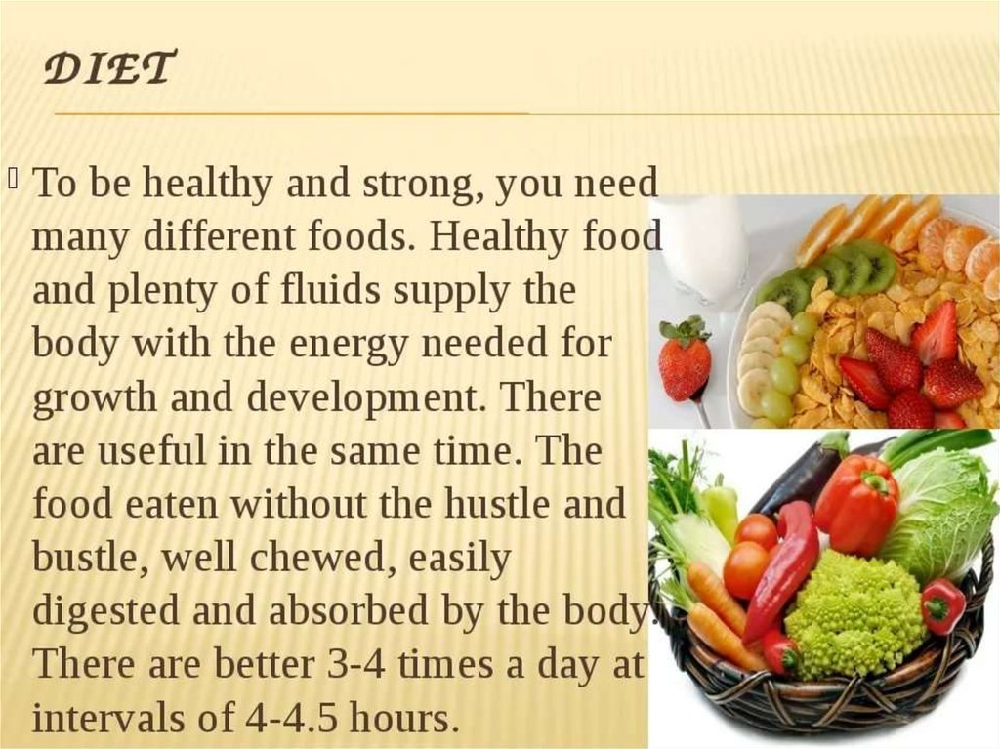 DIET
To be healthy and strong, you need
many different foods. Healthy food
and plenty of fluids supply the
body with the energy needed for
growth and development. There
are useful in the same time. The
food eaten without the hustle and
bustle, well chewed, easily
digested and absorbed by the body.
There are better 3-4 times a day at
intervals of 4-4.5 hours.